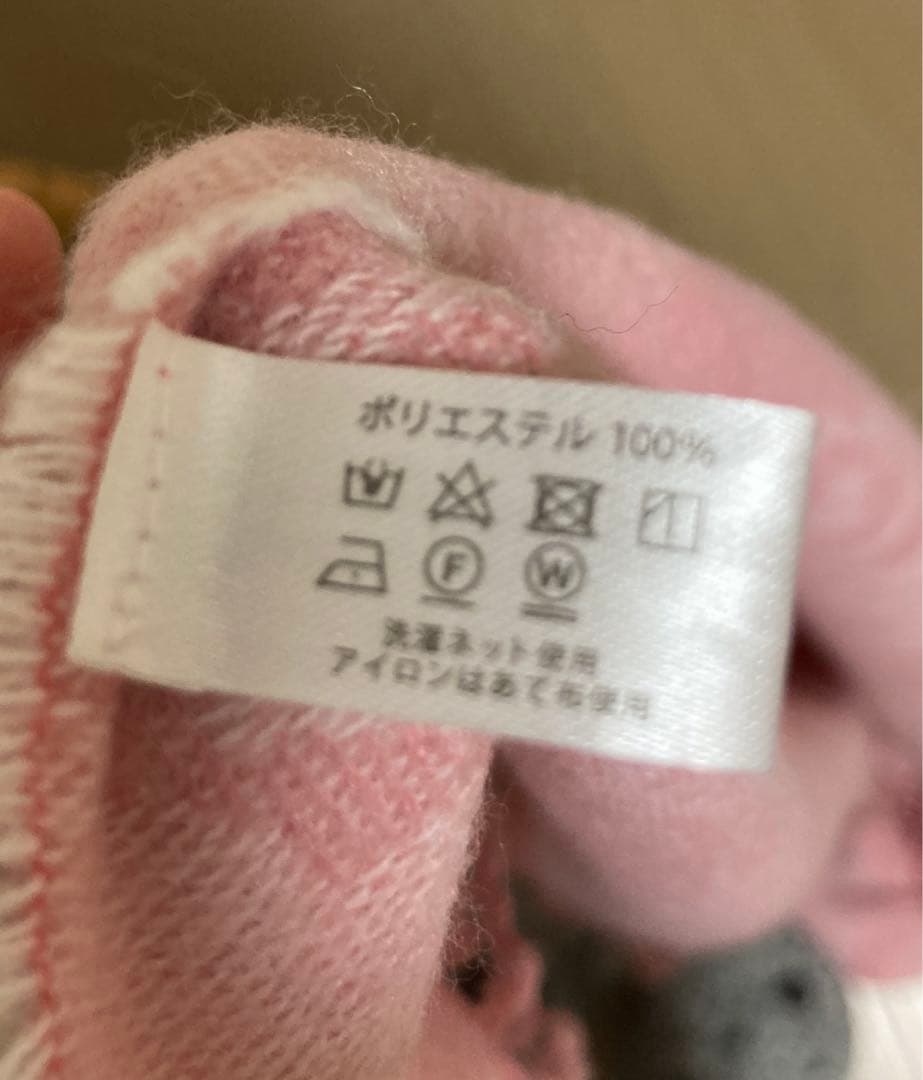 ポリエステル 100%
F W
洗濯ネット使用
アイロンはあて布使用